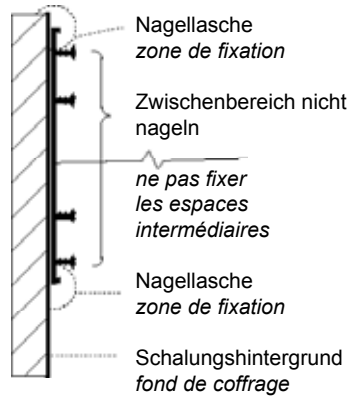 Nagellasche
zone de fixation
Zwischenbereich nicht
nageln
ne pas fixer
les espaces
intermédiaires
Nagellasche
zone de fixation
Schalungshintergrund
fond de coffrage